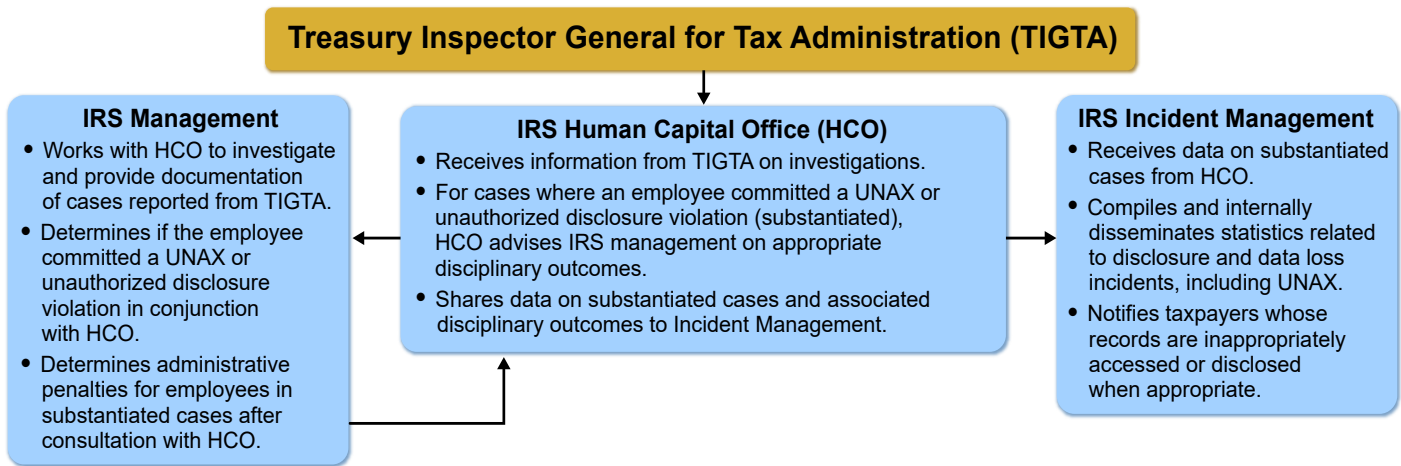 Treasury Inspector General for Tax Administration (TIGTA)
IRS Management
• Works with HCO to investigate
and provide documentation
of cases reported from TIGTA.
• Determines if the employee
committed a UNAX or
unauthorized disclosure
violation in conjunction
with HCO.
• Determines administrative
penalties for employees in
substantiated cases after
consultation with HCO.
IRS Human Capital Office (HCO)
• Receives information from TIGTA on investigations.
• For cases where an employee committed a UNAX or
unauthorized disclosure violation (substantiated),
HCO advises IRS management on appropriate
disciplinary outcomes.
• Shares data on substantiated cases and associated
disciplinary outcomes to Incident Management.
IRS Incident Management
• Receives data on substantiated
cases from HCO.
• Compiles and internally
disseminates statistics related
to disclosure and data loss
incidents, including UNAX.
• Notifies taxpayers whose
records are inappropriately
accessed or disclosed
when appropriate.